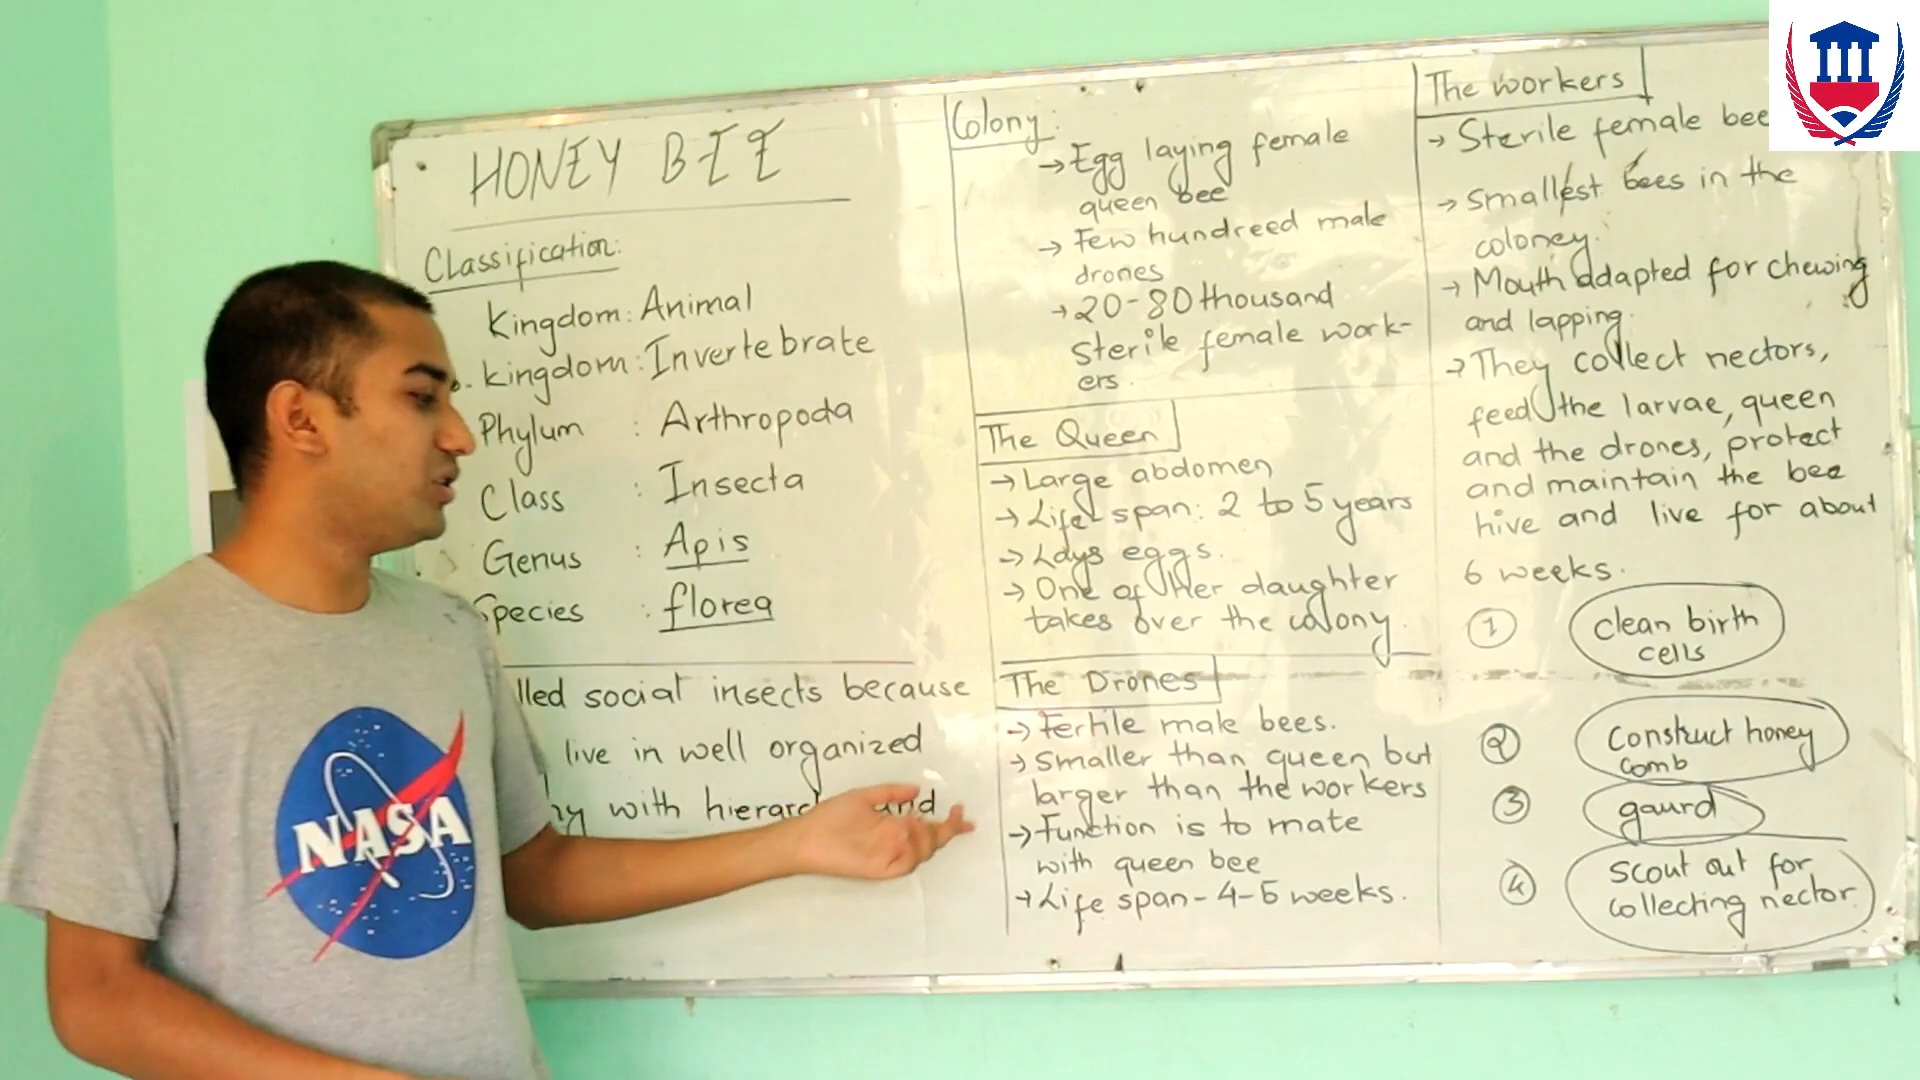 HONEY BEE
Classification:
Kingdom: Animal
. kingdom: Invertebrate
Phylum : Arthropoda
Class : Insecta
Genus : Apis
Species : florea
lled social insects because
live in well organized
ny with hierarc and
Colony:
→ Egg laying female
queen bee
→ Few hundreed male
drones
→ 20-80 thousand
sterile female work-
ers.
The Queen
→ Large abdomen
→ Life span: 2 to 5 years
→ Lays eggs.
→ One of Her daughter
takes over the colony.
The Drones
→ Fertile male bees.
→ Smaller than queen but
larger than the workers
→ Function is to mate
with queen bee
→ Life span - 4-5 weeks.
The workers
→ Sterile female bee
→ Smallest bees in the
coloney.
→ Mouth adapted for chewing
and lapping.
→ They collect nectors,
feed the larvae, queen
and the drones, protect
and maintain the bee
hive and live for about
6 weeks.
① clean birth
cells
② construct honey
comb
③ gaurd
④ scout out for
collecting nector
NASA